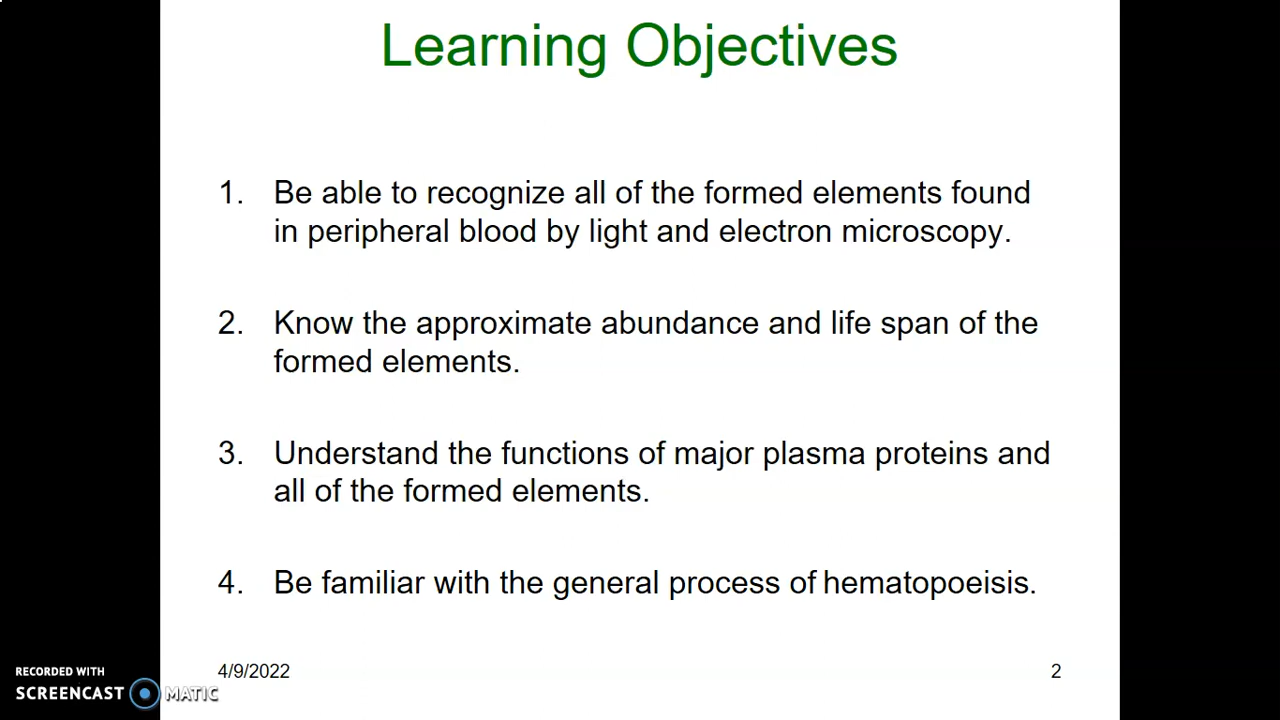 Learning Objectives
1. Be able to recognize all of the formed elements found
in peripheral blood by light and electron microscopy.
2. Know the approximate abundance and life span of the
formed elements.
3. Understand the functions of major plasma proteins and
all of the formed elements.
4. Be familiar with the general process of hematopoeisis.
4/9/2022
2
RECORDED WITH
SCREENCAST MATIC